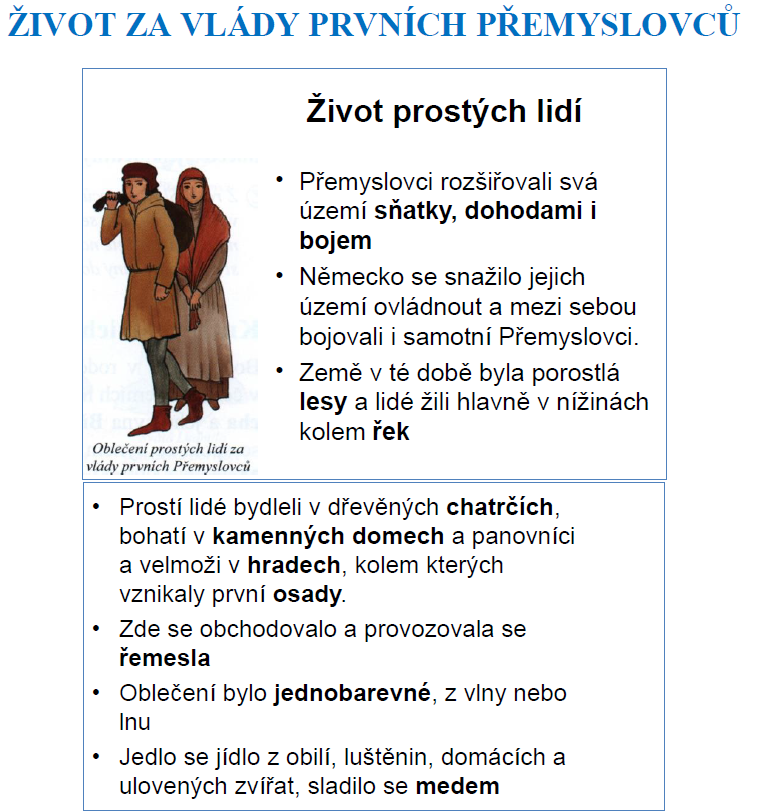 ŽIVOT ZA VLÁDY PRVNÍCH PŘEMYSLOVCŮ
Život prostých lidí
• Přemyslovci rozšiřovali svá
území sňatky, dohodami i
bojem
• Německo se snažilo jejich
území ovládnout a mezi sebou
bojovali i samotní Přemyslovci.
• Země v té době byla porostlá
lesy a lidé žili hlavně v nížinách
kolem řek
Oblečení prostých lidí za
vlády prvních Přemyslovců
• Prostí lidé bydleli v dřevěných chatrčích,
bohatí v kamenných domech a panovníci
a velmoži v hradech, kolem kterých
vznikaly první osady.
• Zde se obchodovalo a provozovala se
řemesla
• Oblečení bylo jednobarevné, z vlny nebo
lnu
• Jedlo se jídlo z obilí, luštěnin, domácích a
ulovených zvířat, sladilo se medem